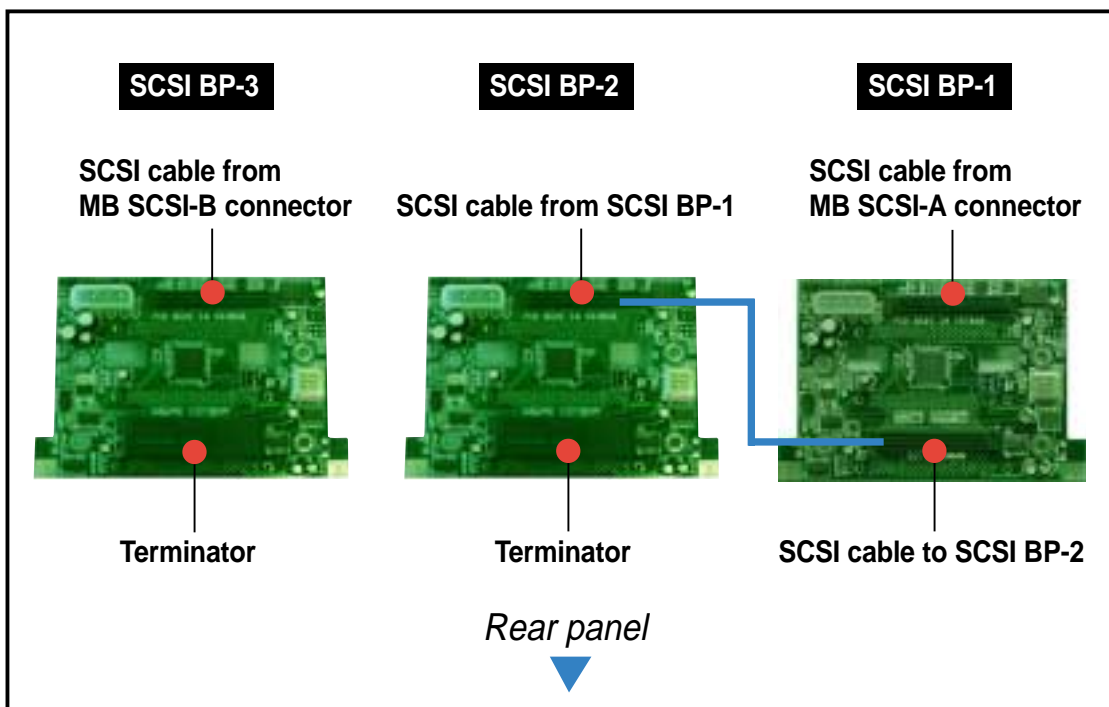 SCSI BP-3
SCSI BP-2
SCSI BP-1
SCSI cable from
MB SCSI-B connector
SCSI cable from SCSI BP-1
SCSI cable from
MB SCSI-A connector
Terminator
Terminator
SCSI cable to SCSI BP-2
Rear panel